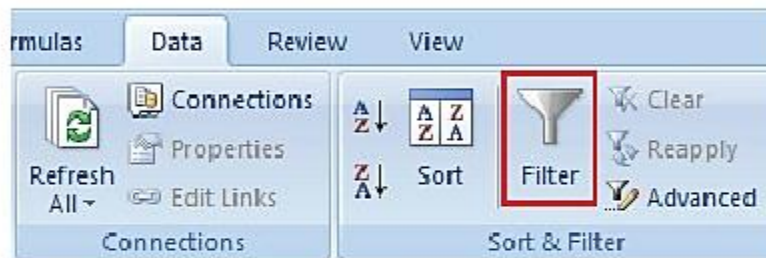 rmulas Data Review View
Connections
Properties
Edit Links
Refresh
All
A
Z
Z
A
A Z
Z A
Sort
Filter
Clear
Reapply
Advanced
Connections
Sort & Filter